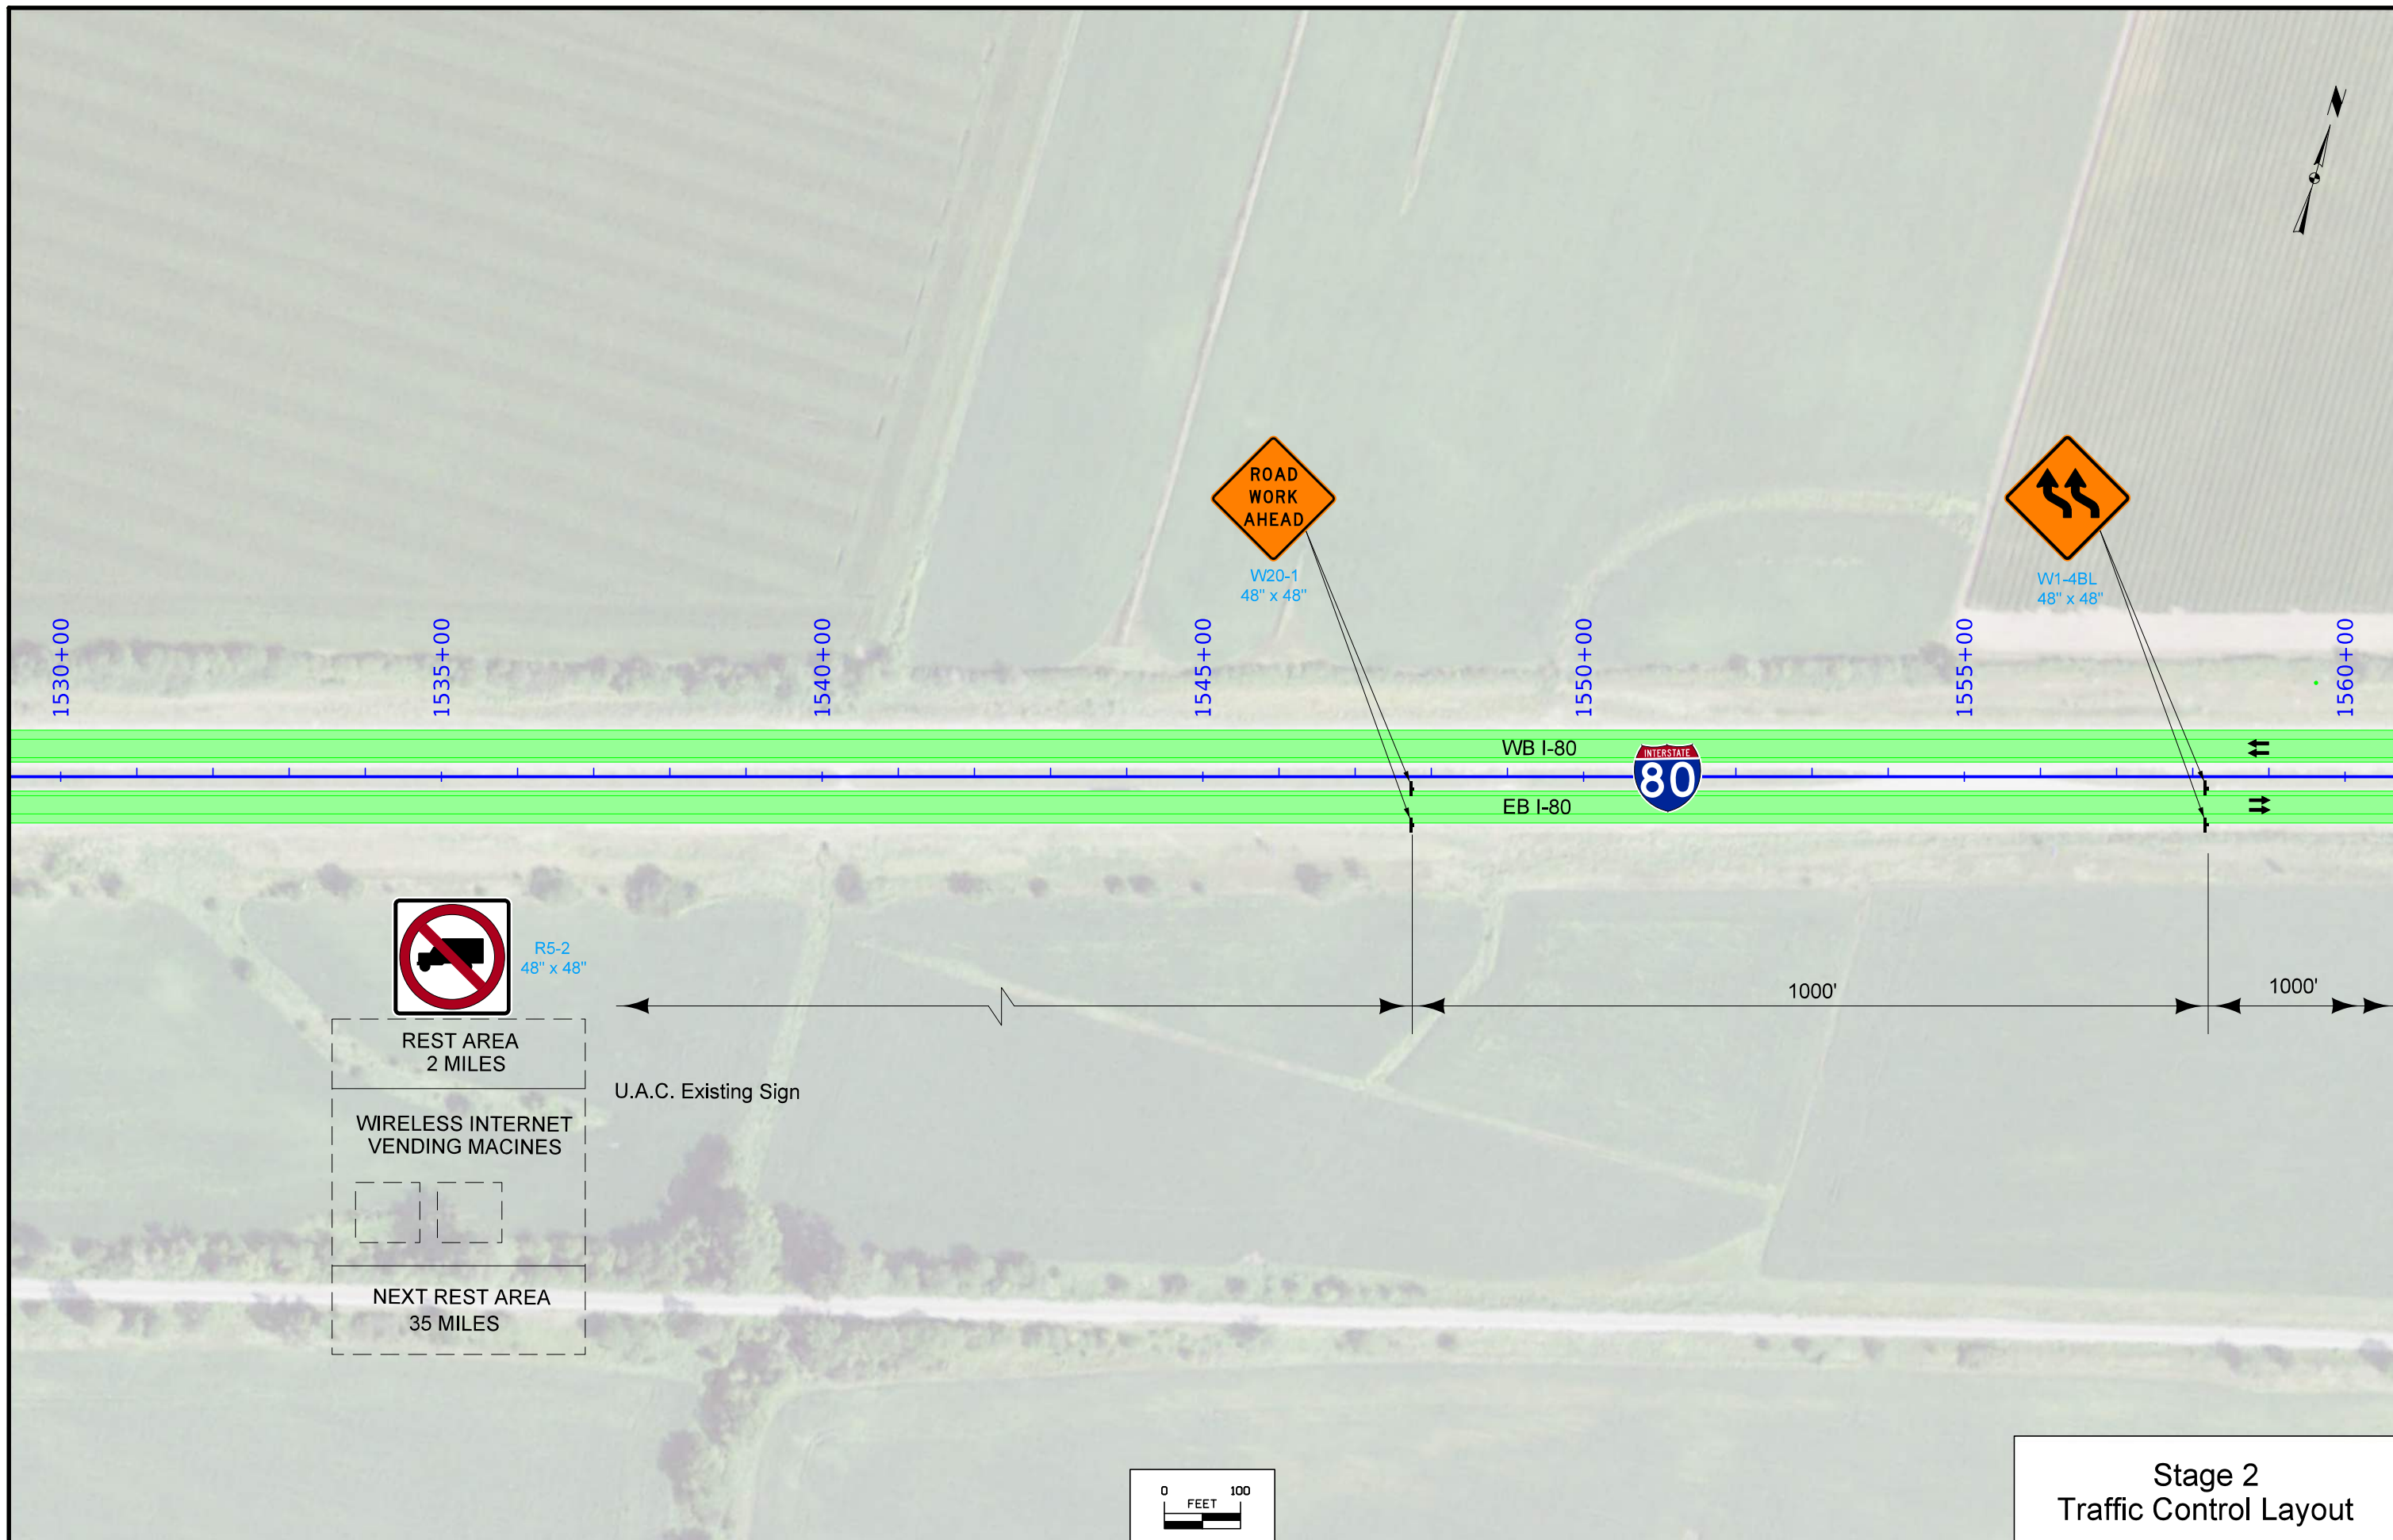 ROAD
WORK
AHEAD
W20-1
48" x 48"
W1-4BL
48" x 48"
1530+00
1535+00
1540+00
1545+00
1550+00
1555+00
1560+00
WB I-80
INTERSTATE
80
EB I-80
R5-2
48" x 48"
1000'
1000'
REST AREA
2 MILES
U.A.C. Existing Sign
WIRELESS INTERNET
VENDING MACINES
NEXT REST AREA
35 MILES
0 100
FEET
Stage 2
Traffic Control Layout